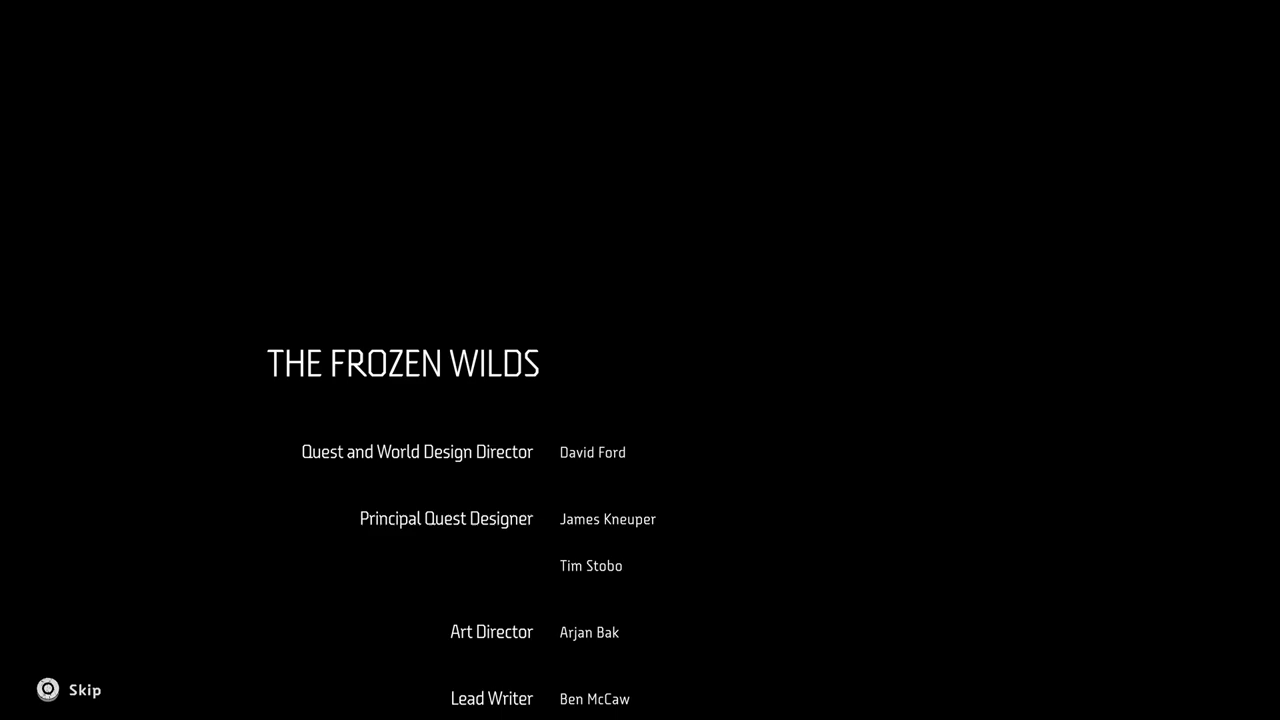 THE FROZEN WILDS
Quest and World Design Director David Ford
Principal Quest Designer James Kneuper
Tim Stobo
Art Director Arjan Bak
Lead Writer Ben McCaw
Skip